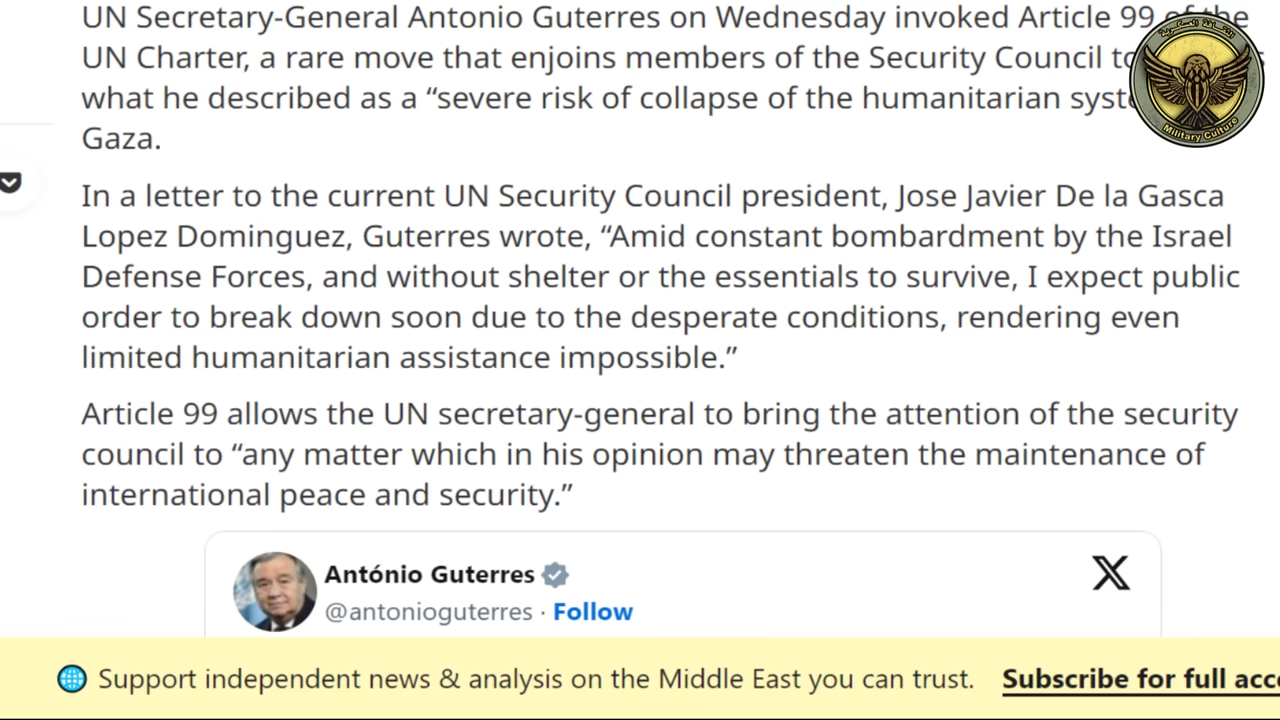 UN Secretary-General Antonio Guterres on Wednesday invoked Article 99 of the
UN Charter, a rare move that enjoins members of the Security Council to
what he described as a “severe risk of collapse of the humanitarian
Gaza.
In a letter to the current UN Security Council president, Jose Javier De la Gasca
Lopez Dominguez, Guterres wrote, “Amid constant bombardment by the Israel
Defense Forces, and without shelter or the essentials to survive, I expect public
order to break down soon due to the desperate conditions, rendering even
limited humanitarian assistance impossible.”
Article 99 allows the UN secretary-general to bring the attention of the security
council to “any matter which in his opinion may threaten the maintenance of
international peace and security.”
António Guterres
@antonioguterres · Follow
Support independent news & analysis on the Middle East you can trust. Subscribe for full acc
الثقافة العسكرية
Military Culture